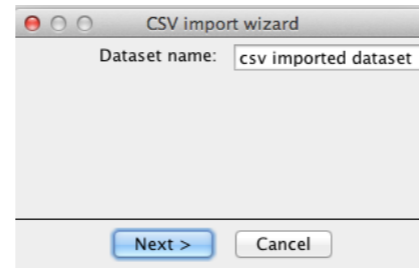 CSV import wizard
Dataset name: csv imported dataset
Next > Cancel